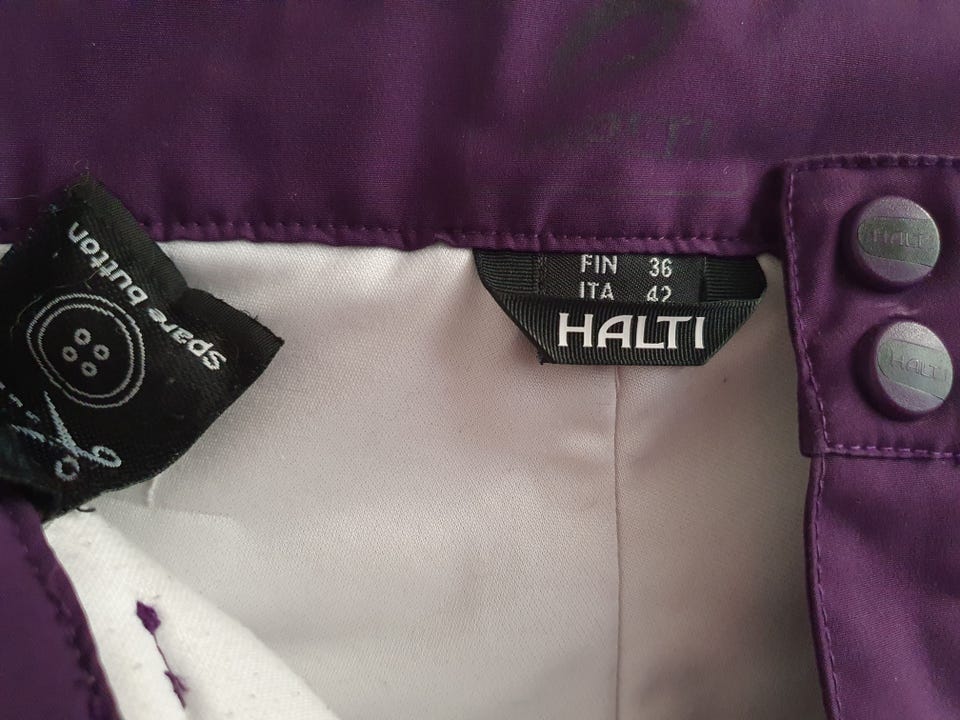 Spare button
FIN 36
ITA 42
HALTI
HALTI
HALTI